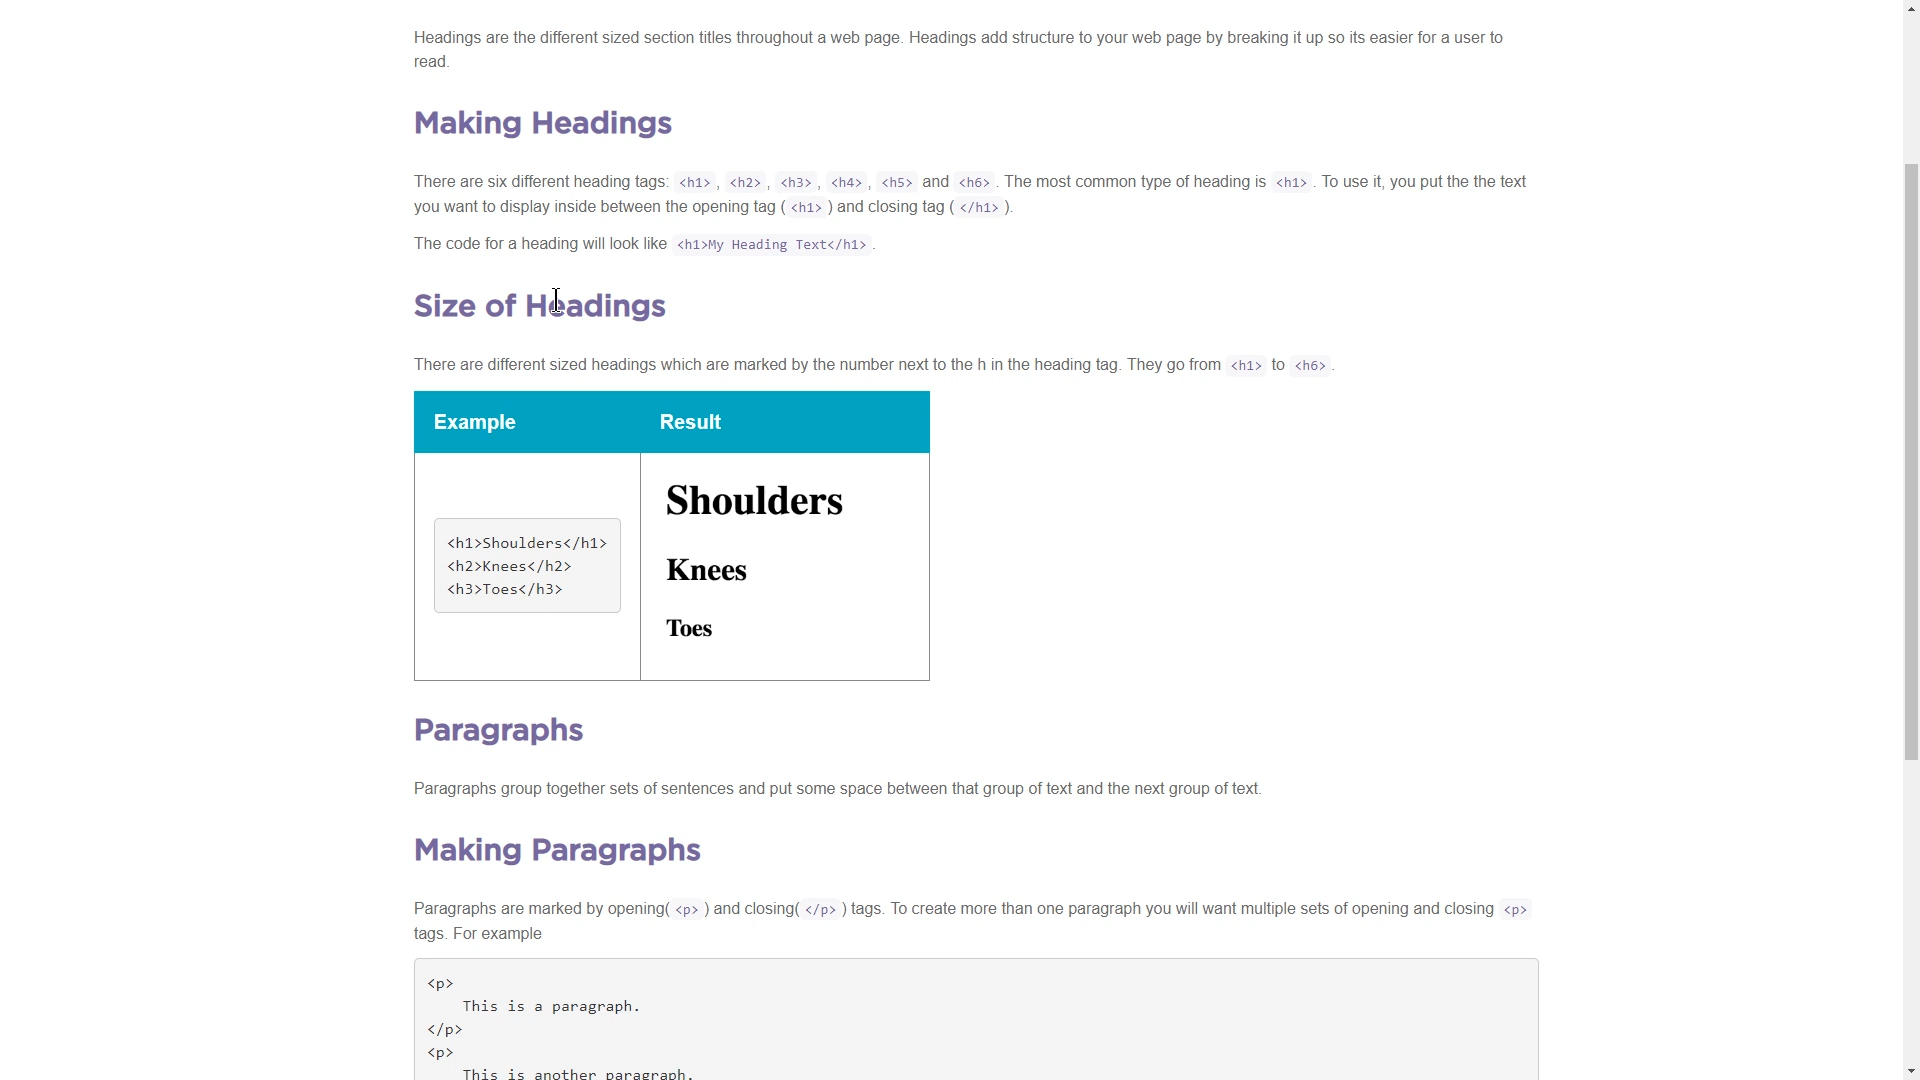 Headings are the different sized section titles throughout a web page. Headings add structure to your web page by breaking it up so its easier for a user to
read.
Making Headings
There are six different heading tags: <h1> , <h2> , <h3> , <h4> , <h5> and <h6> . The most common type of heading is <h1> . To use it, you put the the text
you want to display inside between the opening tag ( <h1> ) and closing tag ( </h1> ).
The code for a heading will look like <h1>My Heading Text</h1> .
Size of Headings
There are different sized headings which are marked by the number next to the h in the heading tag. They go from <h1> to <h6> .
Example Result
<h1>Shoulders</h1>
<h2>Knees</h2>
<h3>Toes</h3>
Shoulders
Knees
Toes
Paragraphs
Paragraphs group together sets of sentences and put some space between that group of text and the next group of text.
Making Paragraphs
Paragraphs are marked by opening( <p> ) and closing( </p> ) tags. To create more than one paragraph you will want multiple sets of opening and closing <p>
tags. For example
<p>
This is a paragraph.
</p>
<p>
This is another paragraph.